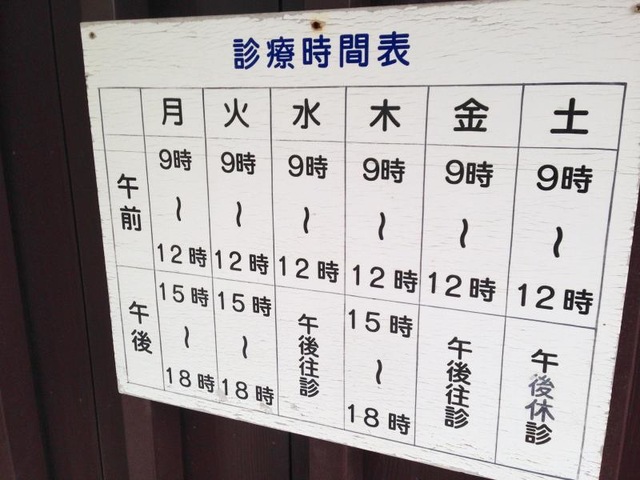 診療時間表
月 火 水 木 金 土
午前 9時〜12時 9時〜12時 9時〜12時 9時〜12時 9時〜12時 9時〜12時
午後 15時〜18時 15時〜18時 午後往診 15時〜18時 午後往診 午後休診